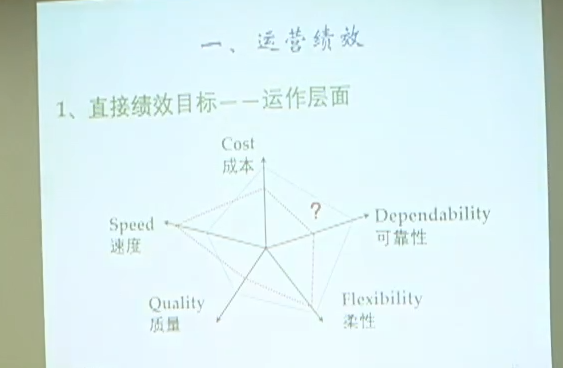 一、运营绩效
1、直接绩效目标——运作层面
Cost
成本
?
Dependability
可靠性
Speed
速度
Quality
质量
Flexibility
柔性